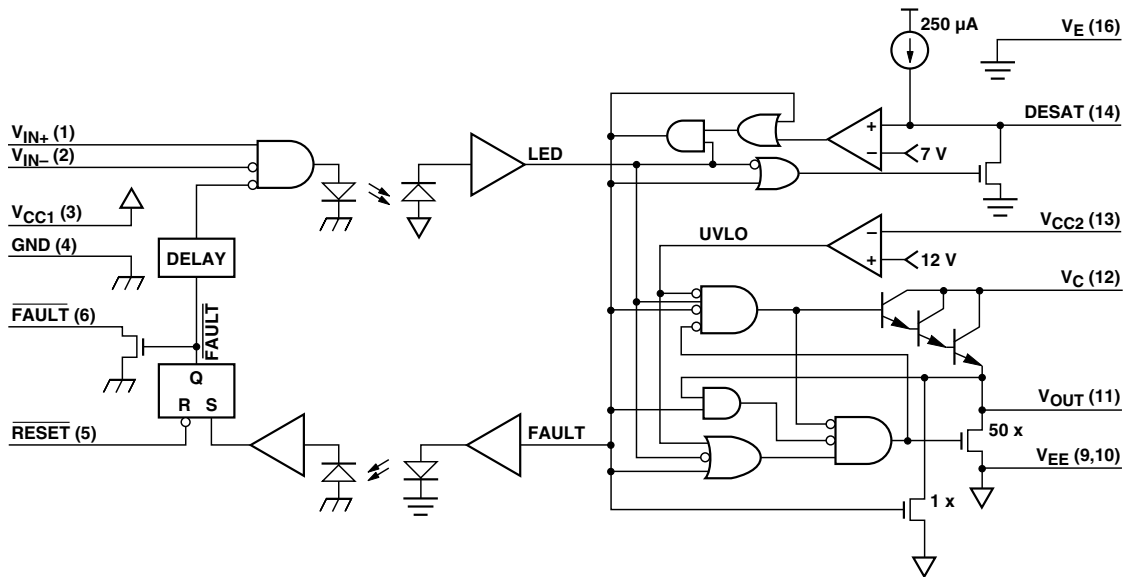 250 µA
V_E (16)
V_IN+ (1)
V_IN– (2)
V_CC1 (3)
GND (4)
DELAY
FAULT (6)
FAULT
Q
R S
RESET (5)
LED
DESAT (14)
+
–
7 V
UVLO
–
+
12 V
V_CC2 (13)
V_C (12)
V_OUT (11)
50 x
V_EE (9,10)
FAULT
1 x